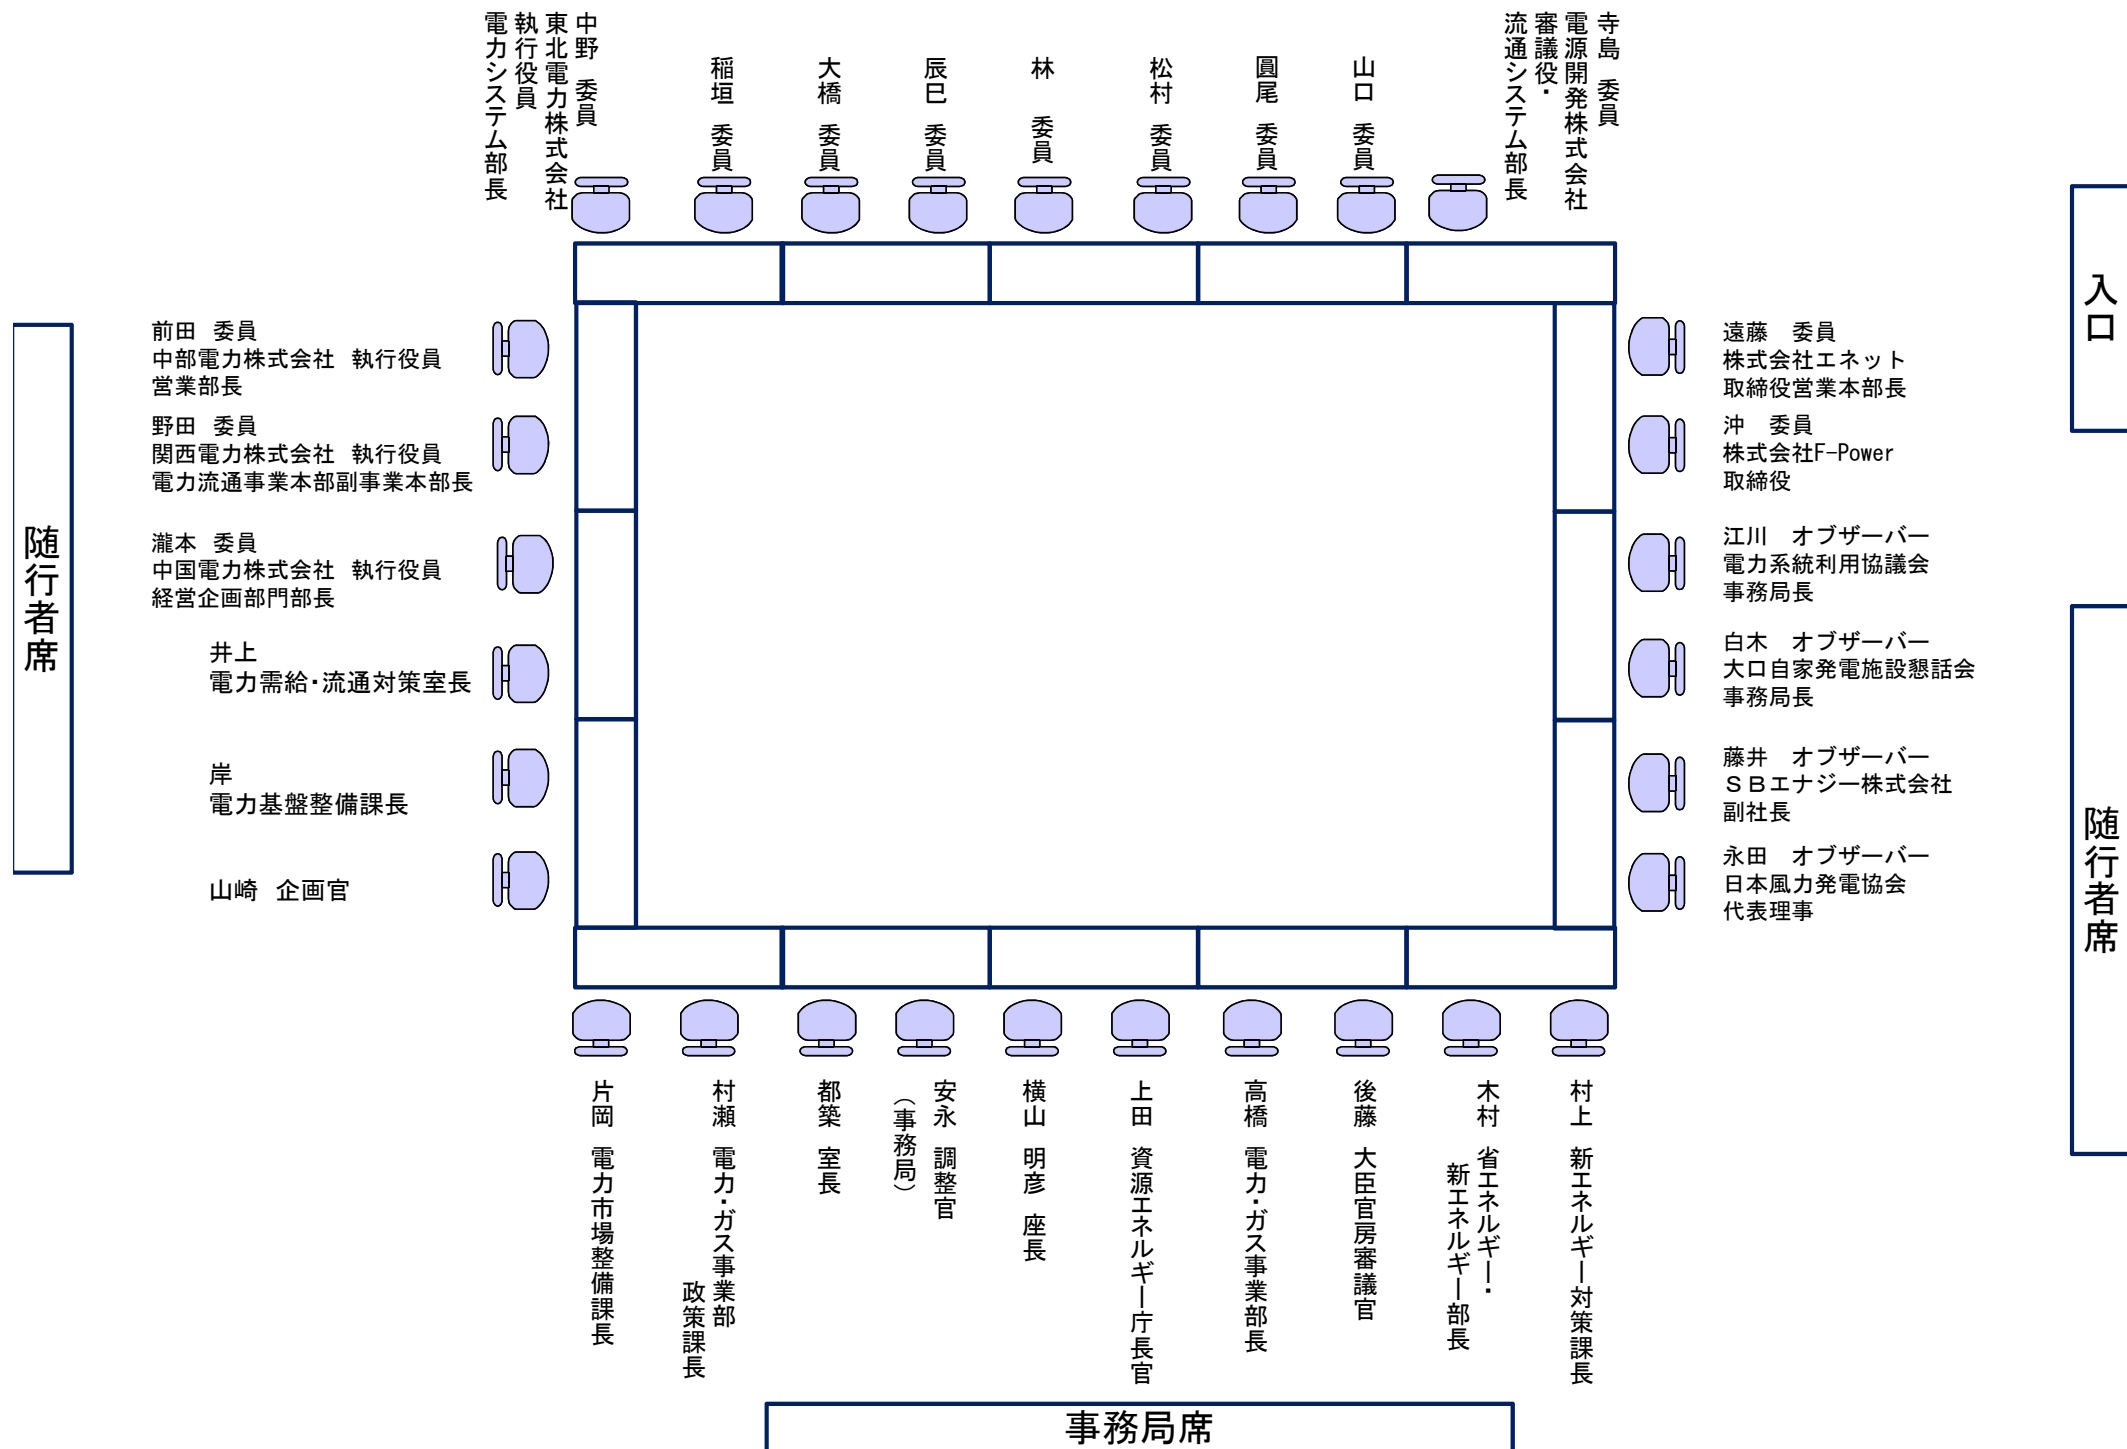 中野 委員
東北電力株式会社
執行役員
電力システム部長
稲垣 委員
大橋 委員
辰巳 委員
林 委員
松村 委員
圓尾 委員
山口 委員
寺島 委員
電源開発株式会社
審議役・
流通システム部長
入口
前田 委員
中部電力株式会社 執行役員
営業部長
野田 委員
関西電力株式会社 執行役員
電力流通事業本部副事業本部長
瀧本 委員
中国電力株式会社 執行役員
経営企画部門部長
井上
電力需給・流通対策室長
岸
電力基盤整備課長
山崎 企画官
随行者席
遠藤 委員
株式会社エネット
取締役営業本部長
沖 委員
株式会社F-Power
取締役
江川 オブザーバー
電力系統利用協議会
事務局長
白木 オブザーバー
大口自家発電施設懇話会
事務局長
藤井 オブザーバー
ＳＢエナジー株式会社
副社長
永田 オブザーバー
日本風力発電協会
代表理事
随行者席
片岡 電力市場整備課長
村瀬 電力・ガス事業部
政策課長
都築 室長
安永 調整官
（事務局）
横山 明彦 座長
上田 資源エネルギー庁長官
高橋 電力・ガス事業部長
後藤 大臣官房審議官
木村 省エネルギー・
新エネルギー部長
村上 新エネルギー対策課長
事務局席